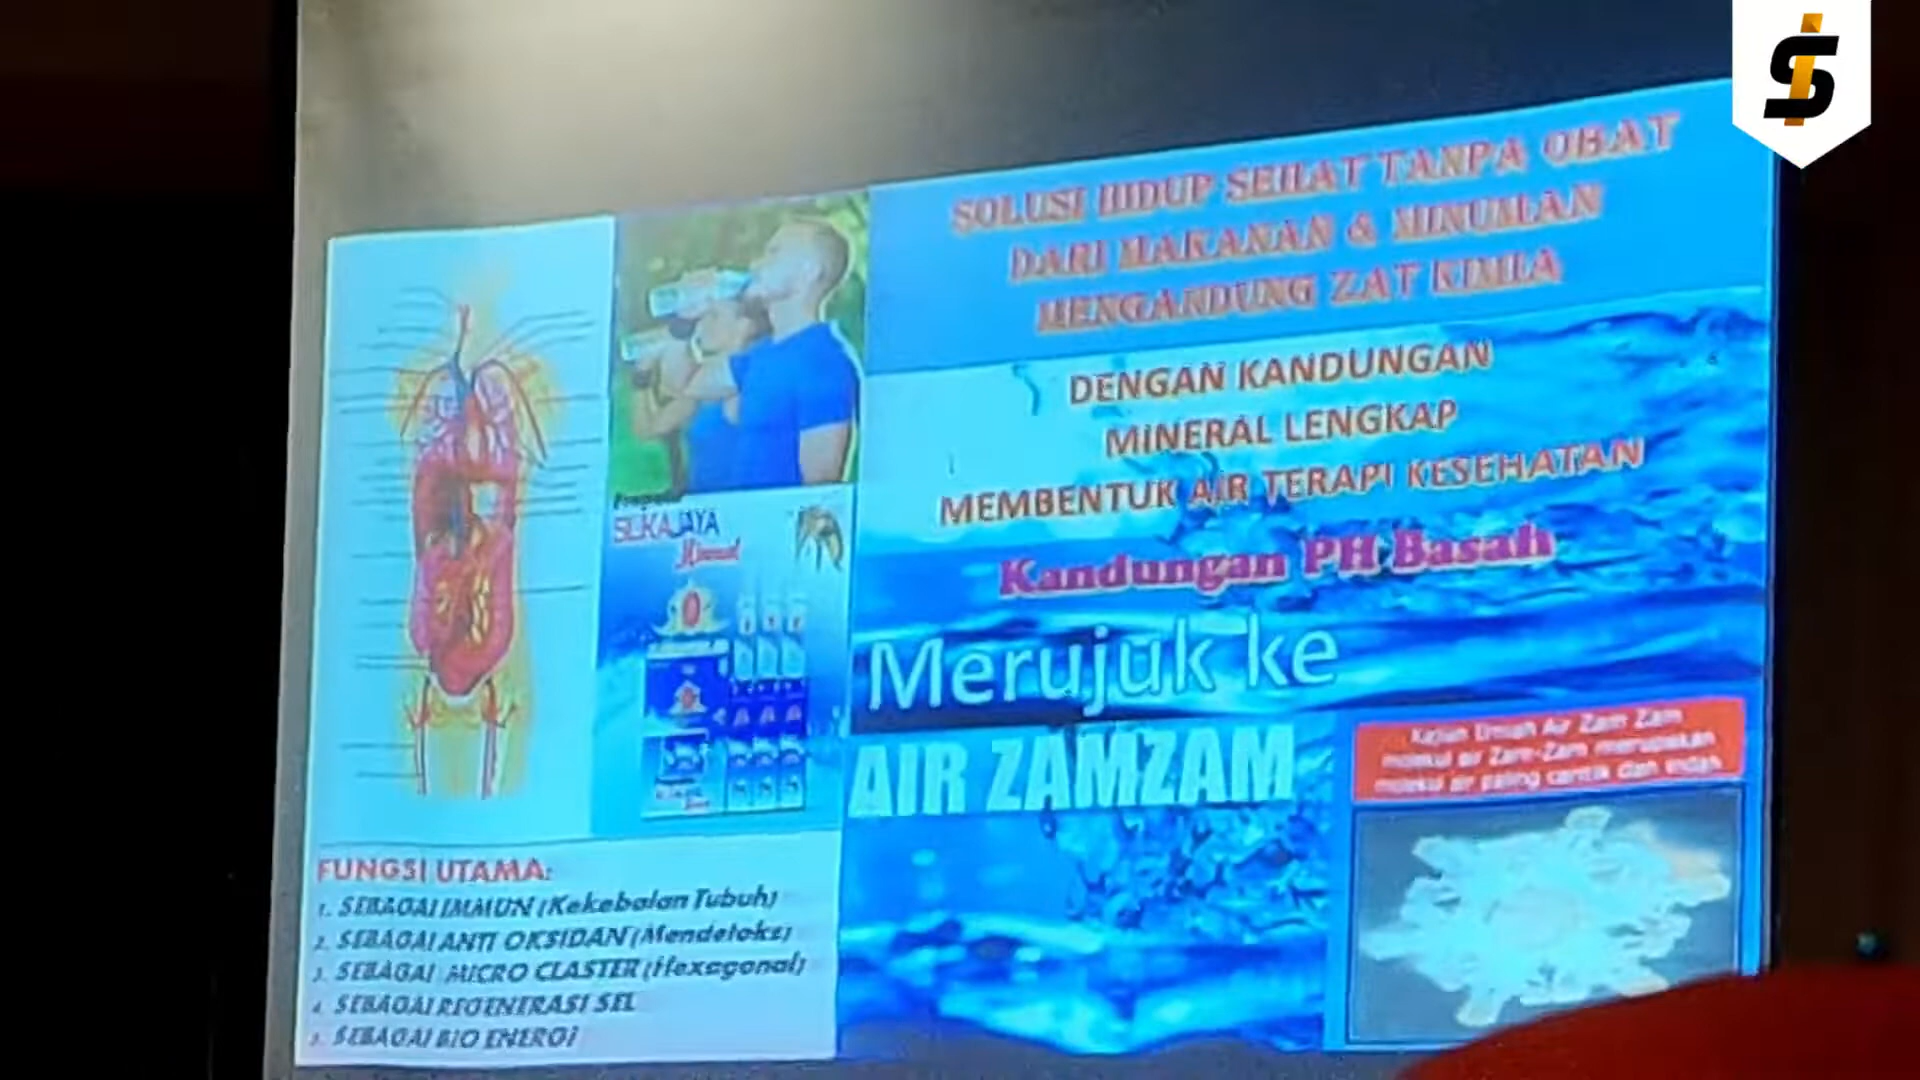 SOLUSI HIDUP SEHAT TANPA OBAT
DARI MAKANAN & MINUMAN
MENGANDUNG ZAT KIMIA
DENGAN KANDUNGAN
MINERAL LENGKAP
MEMBENTUK AIR TERAPI KESEHATAN
Kandungan PH Basah
Merujuk ke
AIR ZAMZAM
Kajian Ilmiah Air Zam Zam
molekul air Zam-Zam merupakan
molekul air paling cantik dan indah
SUKAJAYA
Mineral
FUNGSI UTAMA:
1. SEBAGAI IMMUN (Kekebalan Tubuh)
2. SEBAGAI ANTI OKSIDAN (Mendetoks)
3. SEBAGAI MICRO CLASTER (Hexagonal)
4. SEBAGAI REGENERASI SEL
5. SEBAGAI BIO ENERGI